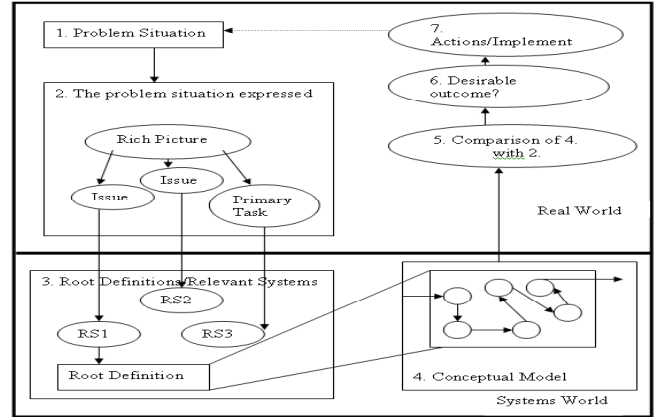 1. Problem Situation
2. The problem situation expressed
Rich Picture
Issue
Issue
Primary
Task
7.
Actions/Implement
6. Desirable
outcome?
5. Comparison of 4.
with 2.
Real World
3. Root Definitions/Relevant Systems
RS2
RS1
RS3
Root Definition
4. Conceptual Model
Systems World